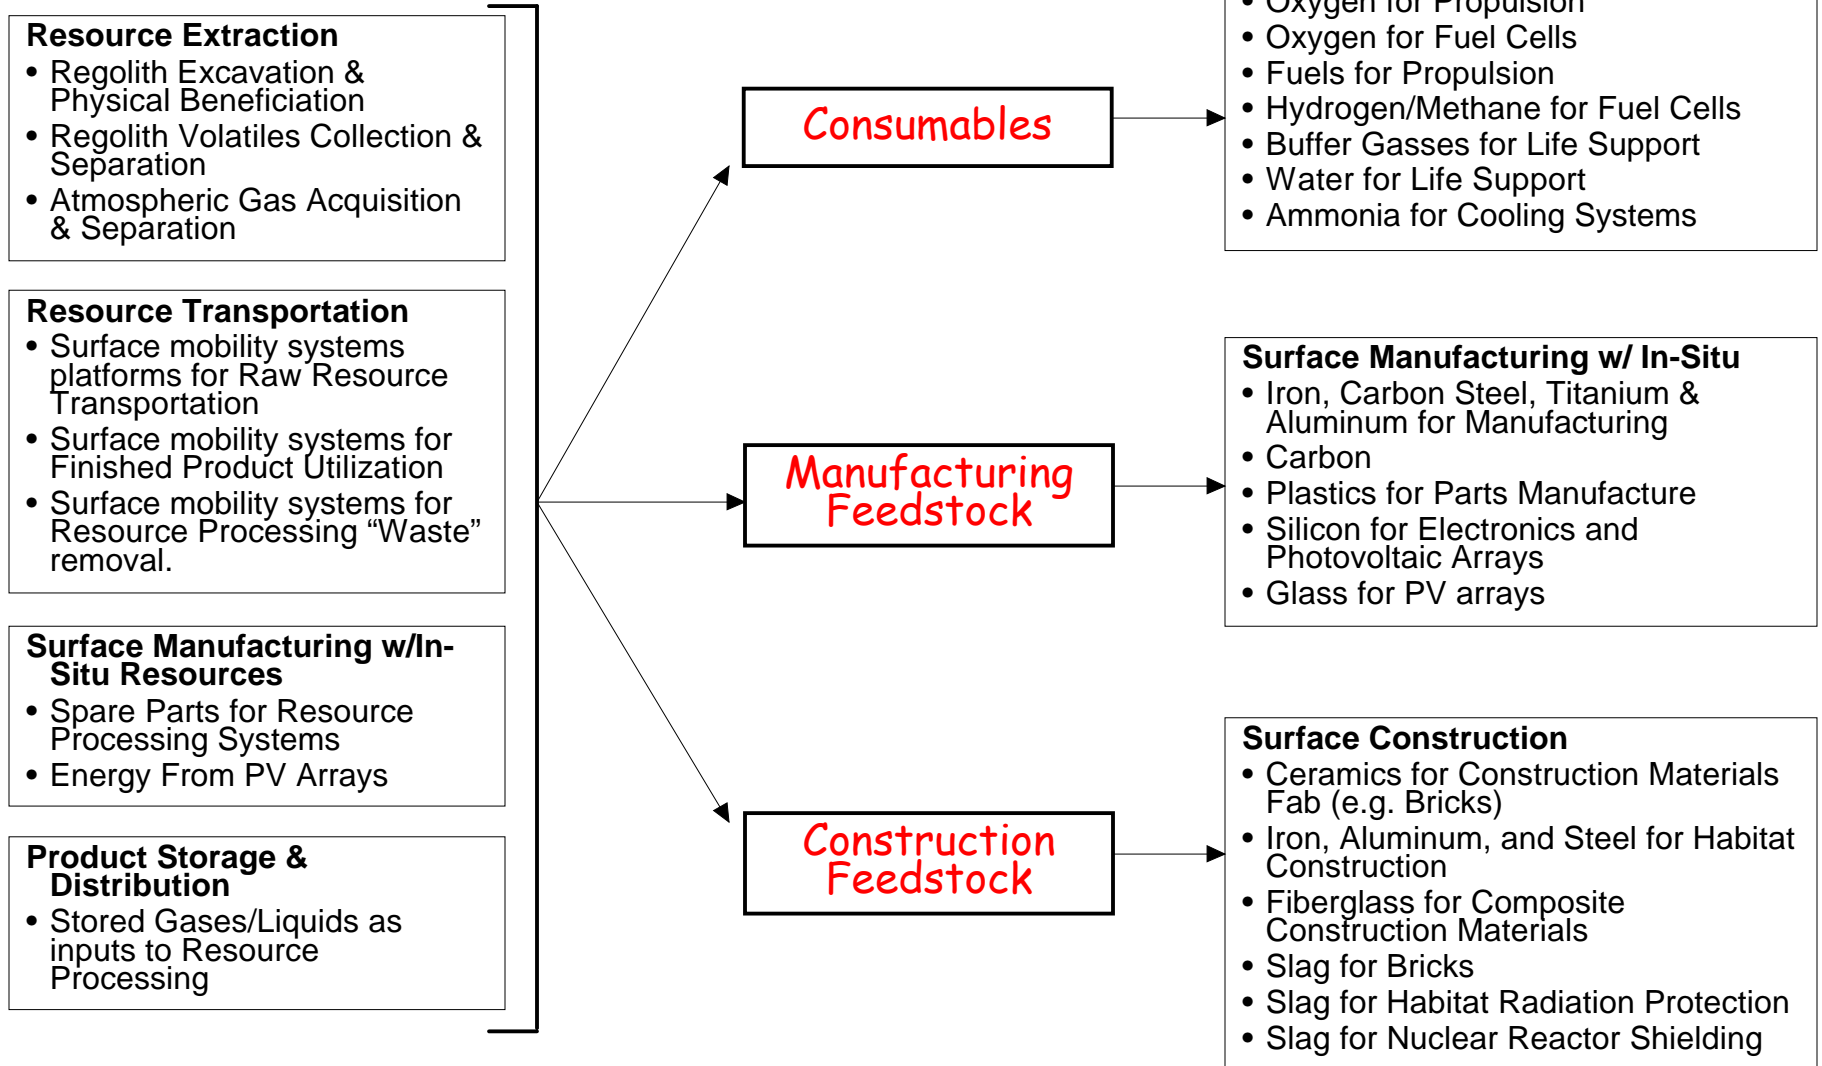 Resource Extraction
• Regolith Excavation &
Physical Beneficiation
• Regolith Volatiles Collection &
Separation
• Atmospheric Gas Acquisition
& Separation
Resource Transportation
• Surface mobility systems
platforms for Raw Resource
Transportation
• Surface mobility systems for
Finished Product Utilization
• Surface mobility systems for
Resource Processing “Waste”
removal.
Surface Manufacturing w/In-
Situ Resources
• Spare Parts for Resource
Processing Systems
• Energy From PV Arrays
Product Storage &
Distribution
• Stored Gases/Liquids as
inputs to Resource
Processing
Consumables
Manufacturing
Feedstock
Construction
Feedstock
• Oxygen for Propulsion
• Oxygen for Fuel Cells
• Fuels for Propulsion
• Hydrogen/Methane for Fuel Cells
• Buffer Gasses for Life Support
• Water for Life Support
• Ammonia for Cooling Systems
Surface Manufacturing w/ In-Situ
• Iron, Carbon Steel, Titanium &
Aluminum for Manufacturing
• Carbon
• Plastics for Parts Manufacture
• Silicon for Electronics and
Photovoltaic Arrays
• Glass for PV arrays
Surface Construction
• Ceramics for Construction Materials
Fab (e.g. Bricks)
• Iron, Aluminum, and Steel for Habitat
Construction
• Fiberglass for Composite
Construction Materials
• Slag for Bricks
• Slag for Habitat Radiation Protection
• Slag for Nuclear Reactor Shielding